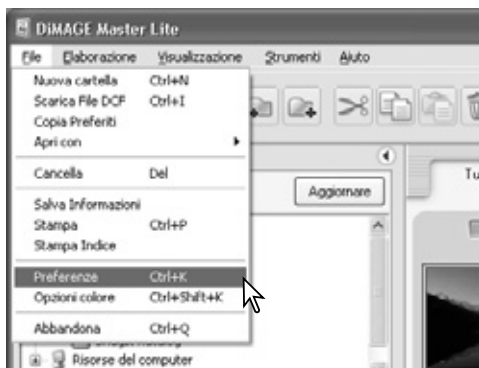 DiMAGE Master Lite
File Elaborazione Visualizzazione Strumenti Aiuto
Nuova cartella Ctrl+N
Scarica File DCF Ctrl+I
Copia Preferiti
Apri con
Cancella Del
Aggiornare
Salva Informazioni
Stampa Ctrl+P
Stampa Indice
Preferenze Ctrl+K
Opzioni colore Ctrl+Shift+K
Abbandona Ctrl+Q
Risorse del computer